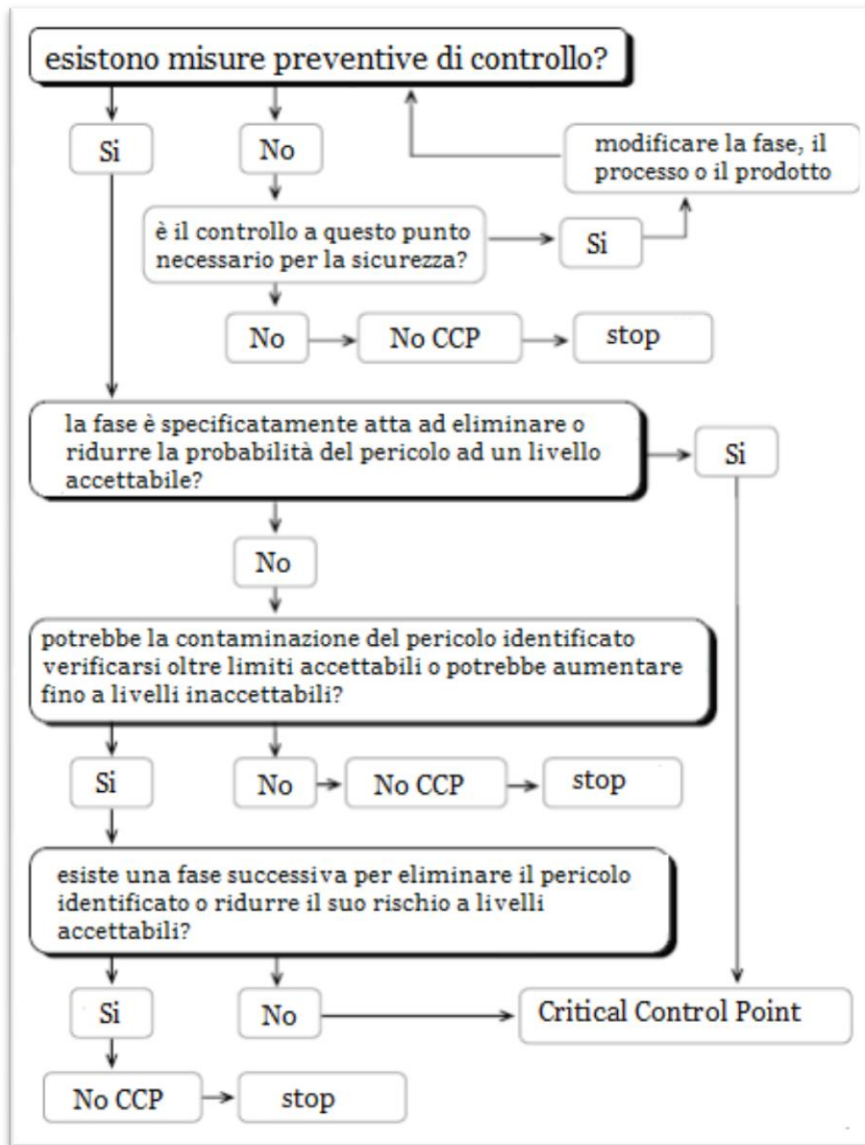 esistono misure preventive di controllo?
Si
No
modificare la fase, il
processo o il prodotto
è il controllo a questo punto
necessario per la sicurezza?
Si
No
No CCP
stop
la fase è specificatamente atta ad eliminare o
ridurre la probabilità del pericolo ad un livello
accettabile?
Si
No
potrebbe la contaminazione del pericolo identificato
verificarsi oltre limiti accettabili o potrebbe aumentare
fino a livelli inaccettabili?
Si
No
No CCP
stop
esiste una fase successiva per eliminare il pericolo
identificato o ridurre il suo rischio a livelli
accettabili?
Si
No
Critical Control Point
No CCP
stop